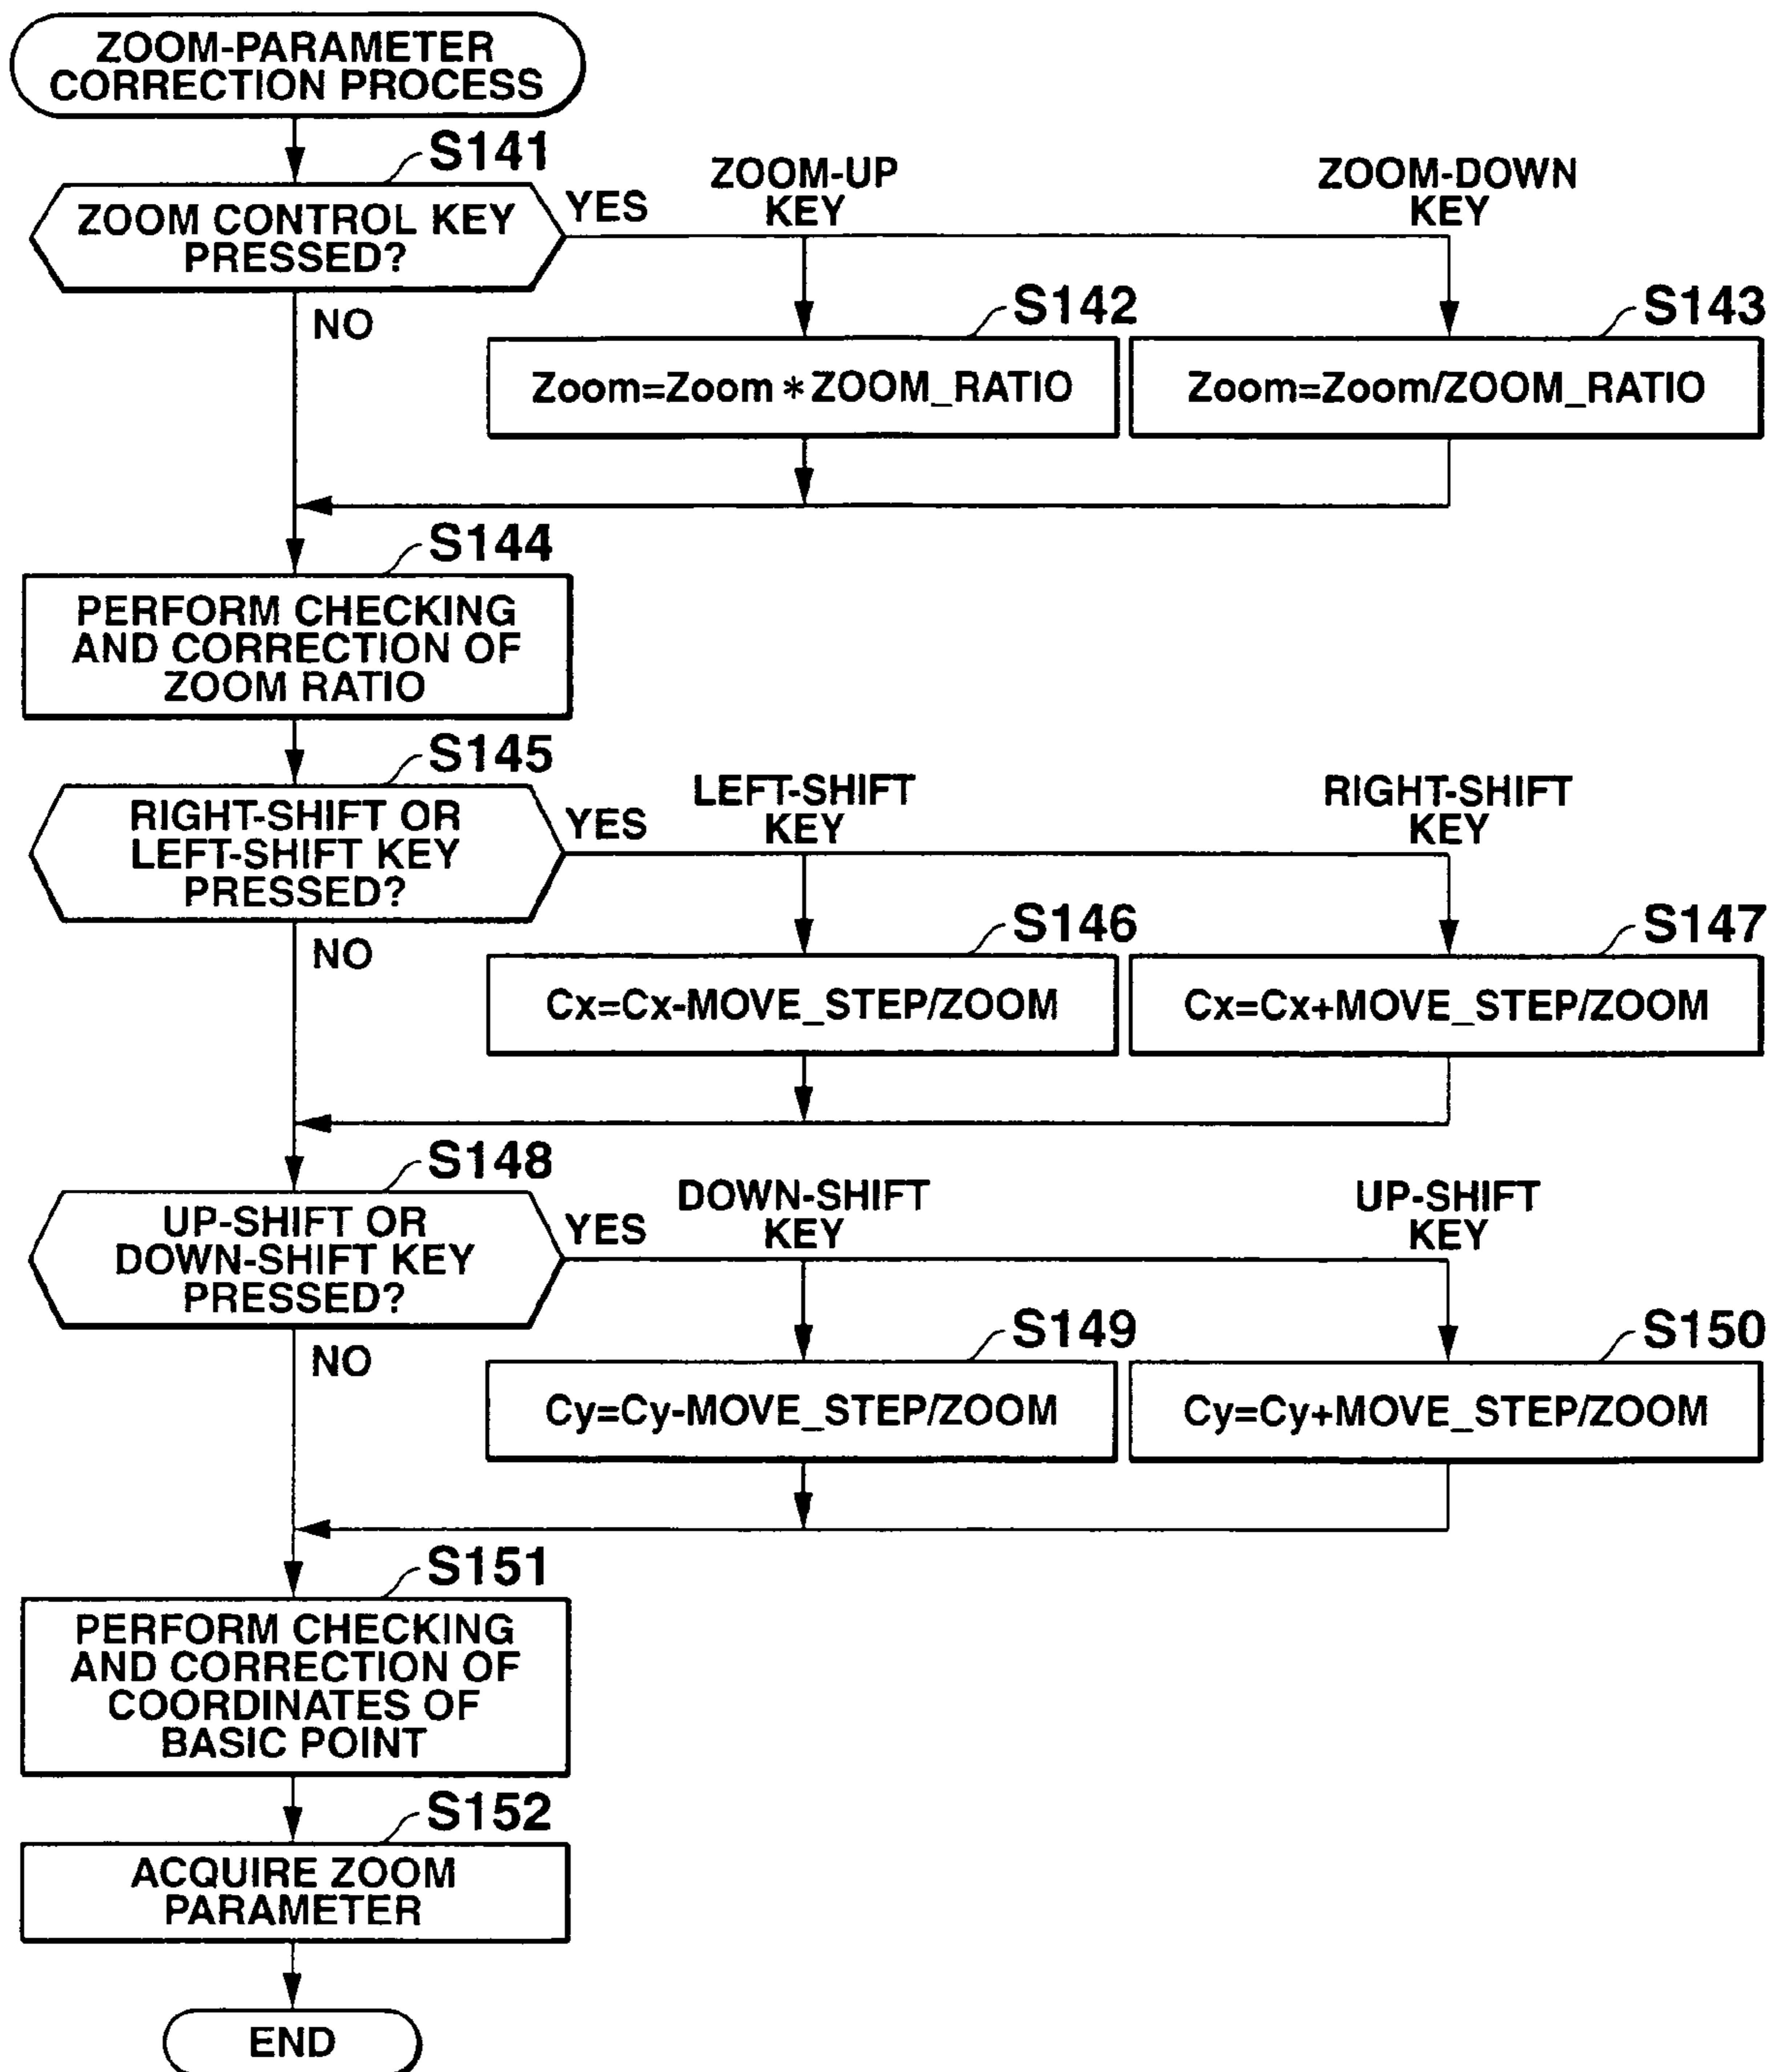 ZOOM-PARAMETER
CORRECTION PROCESS
S141
ZOOM CONTROL KEY
PRESSED?
YES
NO
ZOOM-UP
KEY
ZOOM-DOWN
KEY
S142
Zoom=Zoom*ZOOM_RATIO
S143
Zoom=Zoom/ZOOM_RATIO
S144
PERFORM CHECKING
AND CORRECTION OF
ZOOM RATIO
S145
RIGHT-SHIFT OR
LEFT-SHIFT KEY
PRESSED?
YES
NO
LEFT-SHIFT
KEY
RIGHT-SHIFT
KEY
S146
Cx=Cx-MOVE_STEP/ZOOM
S147
Cx=Cx+MOVE_STEP/ZOOM
S148
UP-SHIFT OR
DOWN-SHIFT KEY
PRESSED?
YES
NO
DOWN-SHIFT
KEY
UP-SHIFT
KEY
S149
Cy=Cy-MOVE_STEP/ZOOM
S150
Cy=Cy+MOVE_STEP/ZOOM
S151
PERFORM CHECKING
AND CORRECTION OF
COORDINATES OF
BASIC POINT
S152
ACQUIRE ZOOM
PARAMETER
END